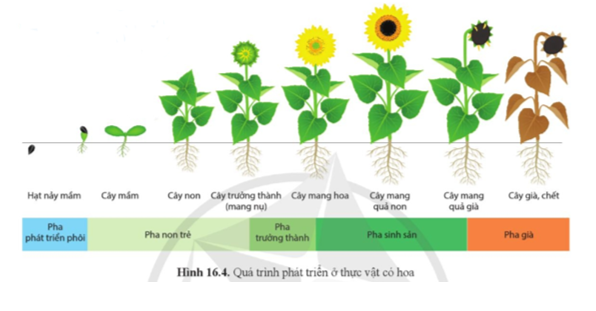 Hạt nảy mầm Cây mầm Cây non Cây trưởng thành Cây mang hoa Cây mang Cây mang Cây già, chết
(mang nụ) quả non quả già
Pha Pha non trẻ Pha Pha sinh sản Pha già
phát triển phôi trưởng thành
Hình 16.4. Quá trình phát triển ở thực vật có hoa